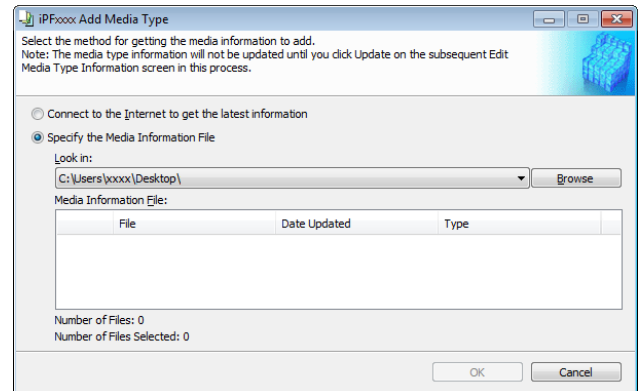 iPFxxxx Add Media Type
Select the method for getting the media information to add.
Note: The media type information will not be updated until you click Update on the subsequent Edit
Media Type Information screen in this process.
Connect to the Internet to get the latest information
Specify the Media Information File
Look in:
C:\Users\xxxx\Desktop\
Browse
Media Information File:
File Date Updated Type
Number of Files: 0
Number of Files Selected: 0
OK Cancel